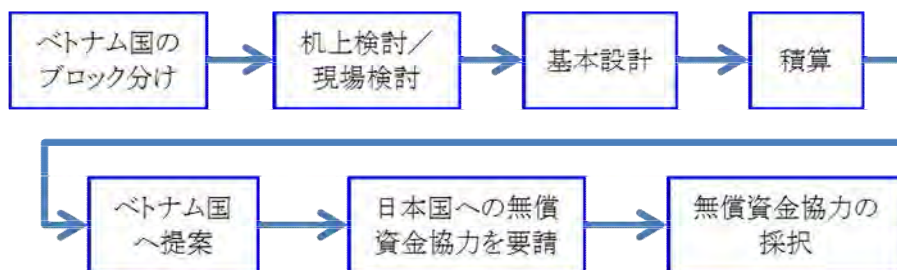 ベトナム国の
ブロック分け
机上検討／
現場検討
基本設計
積算
ベトナム国
へ提案
日本国への無償
資金協力を要請
無償資金協力の
採択